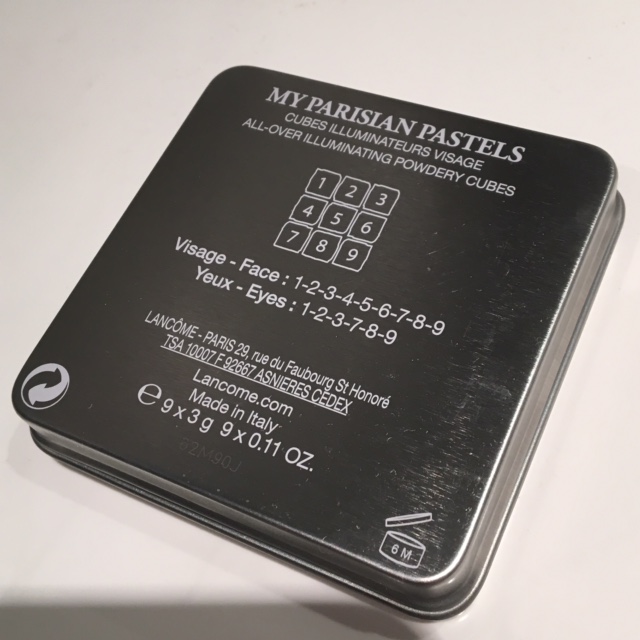 MY PARISIAN PASTELS
CUBES ILLUMINATEURS VISAGE
ALL-OVER ILLUMINATING POWDERY CUBES
1 2 3
4 5 6
7 8 9
Visage - Face : 1-2-3-4-5-6-7-8-9
Yeux - Eyes : 1-2-3-7-8-9
LANCÔME - PARIS 29, rue du Faubourg St Honoré
TSA 10007 F 92667 ASNIERES CEDEX
Lancome.com
Made in Italy
℮ 9 x 3 g 9 x 0.11 OZ.
6 M